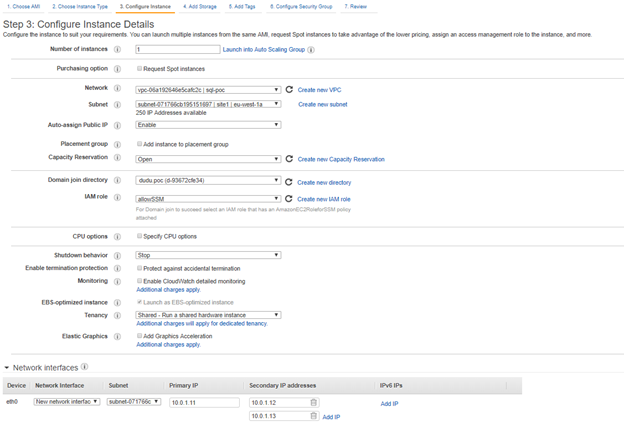 1. Choose AMI 2. Choose Instance Type 3. Configure Instance 4. Add Storage 5. Add Tags 6. Configure Security Group 7. Review
Step 3: Configure Instance Details
Configure the instance to suit your requirements. You can launch multiple instances from the same AMI, request Spot instances to take advantage of the lower pricing, assign an access management role to the instance, and more.
Number of instances 1 Launch into Auto Scaling Group
Purchasing option Request Spot instances
Network vpc-06a192646e5cafc2c | sql-poc Create new VPC
Subnet subnet-071766cb195151697 | site1 | eu-west-1a Create new subnet
250 IP Addresses available
Auto-assign Public IP Enable
Placement group Add instance to placement group
Capacity Reservation Open Create new Capacity Reservation
Domain join directory dudu.poc (d-93672cfe34) Create new directory
IAM role allowSSM Create new IAM role
For Domain join to succeed select an IAM role that has an AmazonEC2RoleforSSM policy
attached
CPU options Specify CPU options
Shutdown behavior Stop
Enable termination protection Protect against accidental termination
Monitoring Enable CloudWatch detailed monitoring
Additional charges apply.
EBS-optimized instance Launch as EBS-optimized instance
Tenancy Shared - Run a shared hardware instance
Additional charges will apply for dedicated tenancy.
Elastic Graphics Add Graphics Acceleration
Additional charges apply.
Network interfaces
Device Network Interface Subnet Primary IP Secondary IP addresses IPv6 IPs
eth0 New network interfac subnet-071766c 10.0.1.11 10.0.1.12 Add IP
10.0.1.13 Add IP